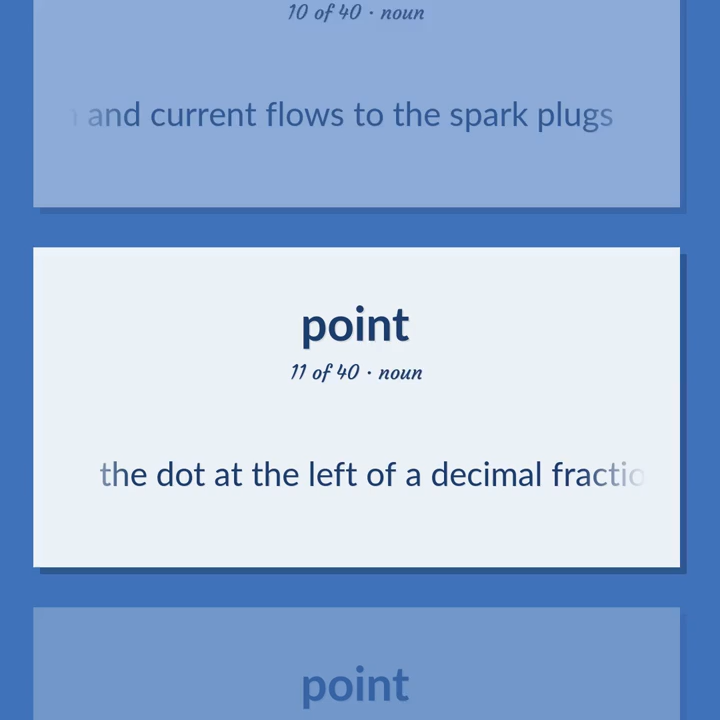 10 of 40 · noun
and current flows to the spark plugs
point
11 of 40 · noun
the dot at the left of a decimal fractio
point